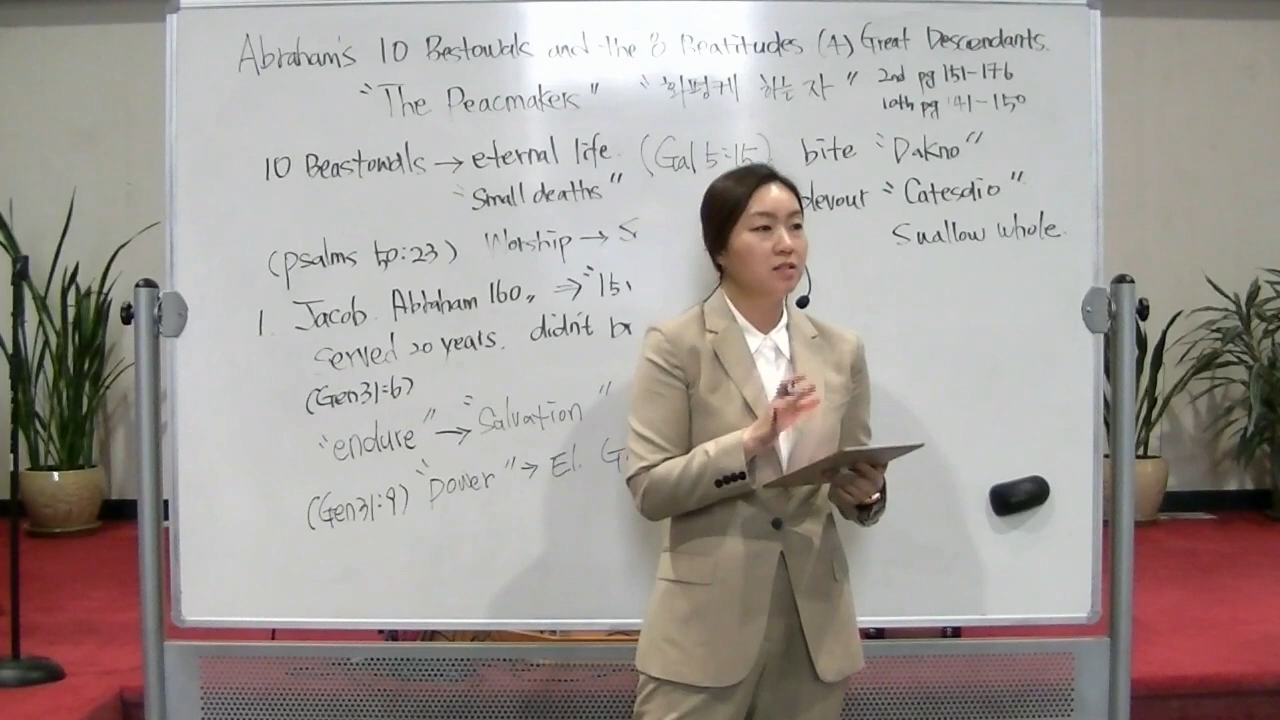 Abraham's 10 Bestowals and the 8 Beatitudes (4) Great Descendants.
"The Peacmakers" "화평게 하는 자" 2nd pg 151-176
10th pg 141-150
10 Beastowals → eternal life. (Gal 5:15) bite "Dakno"
"Small deaths" devour "Catesdio"
Swallow whole.
(psalms 50:23) Worship →
1. Jacob. Abraham 160, ⇒ "15,
served 20 years. didn't
(Gen31:6)
"endure" → "Salvation"
(Gen31:9) "power" → El. G.